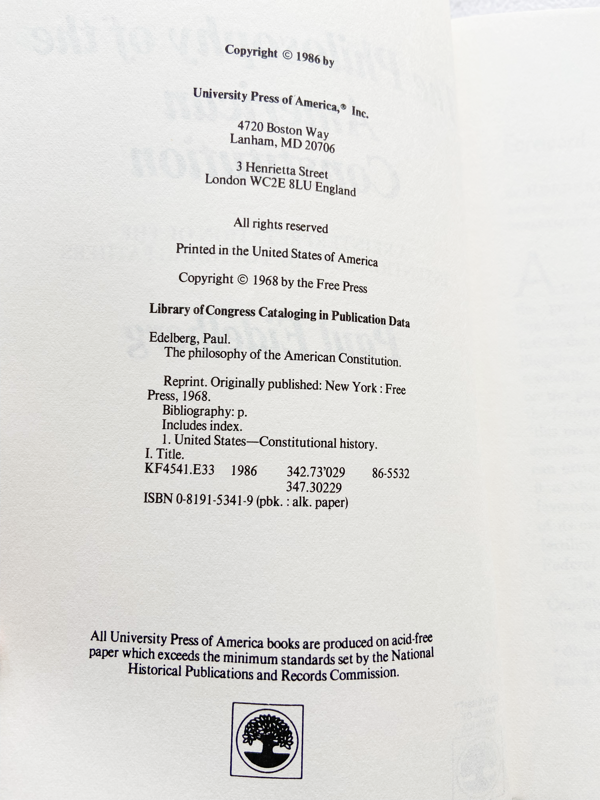 Copyright © 1986 by
University Press of America,® Inc.
4720 Boston Way
Lanham, MD 20706
3 Henrietta Street
London WC2E 8LU England
All rights reserved
Printed in the United States of America
Copyright © 1968 by the Free Press
Library of Congress Cataloging in Publication Data
Edelberg, Paul.
The philosophy of the American Constitution.
Reprint. Originally published: New York : Free
Press, 1968.
Bibliography: p.
Includes index.
1. United States—Constitutional history.
I. Title.
KF4541.E33 1986 342.73'029 86-5532
347.30229
ISBN 0-8191-5341-9 (pbk. : alk. paper)
All University Press of America books are produced on acid-free
paper which exceeds the minimum standards set by the National
Historical Publications and Records Commission.